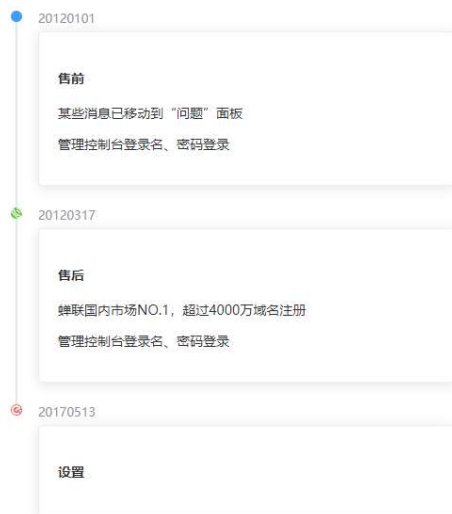 20120101
售前
某些消息已移动到“问题”面板
管理控制台登录名、密码登录
20120317
售后
蝉联国内市场NO.1，超过4000万域名注册
管理控制台登录名、密码登录
20170513
设置